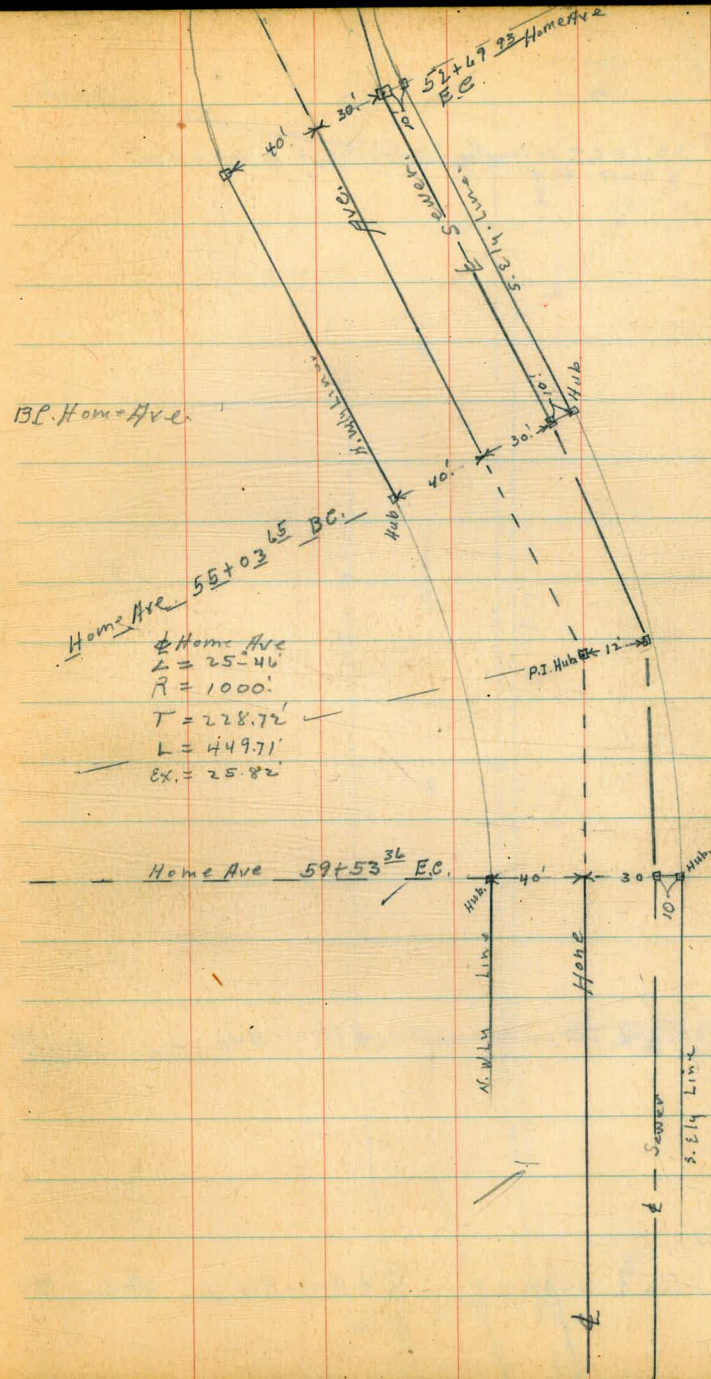 52+49 93 Home Ave
E.C.
40'
30'
10'
Ave.
Sewer.
S. Ely. Line.
℄
N. Wly Line
B.C. Home Ave.
10'
Hub
30'
40'
Hub
Home Ave. 55+03 65 B.C.
℄ Home Ave
∠ = 25-46'
R = 1000'
T = 228.72'
L = 449.71'
Ex. = 25.82'
P.I. Hub
12'
Home Ave 59+53 36 E.C.
Hub.
40'
30
Hub.
10
N. Wly Line
Home
Sewer
S. Ely Line
℄
℄